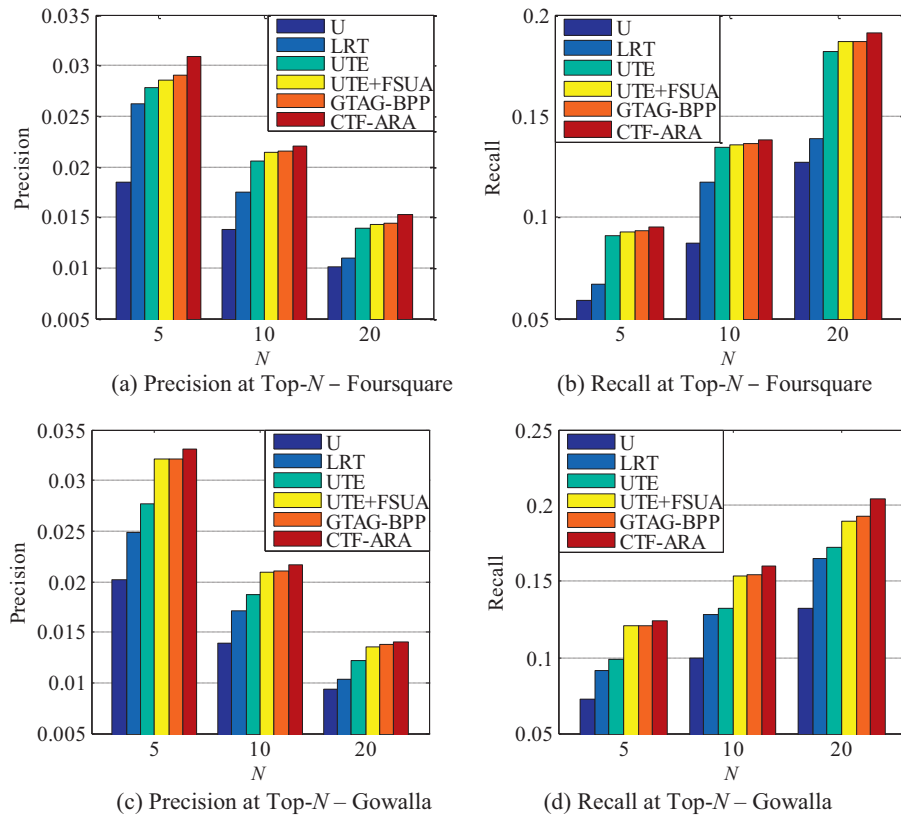 0.035
0.03
0.025
0.02
0.015
0.01
0.005
Precision
U
LRT
UTE
UTE+FSUA
GTAG-BPP
CTF-ARA
5 10 20
N
(a) Precision at Top-N – Foursquare
0.2
0.15
0.1
0.05
Recall
U
LRT
UTE
UTE+FSUA
GTAG-BPP
CTF-ARA
5 10 20
N
(b) Recall at Top-N – Foursquare
0.035
0.03
0.025
0.02
0.015
0.01
0.005
Precision
U
LRT
UTE
UTE+FSUA
GTAG-BPP
CTF-ARA
5 10 20
N
(c) Precision at Top-N – Gowalla
0.25
0.2
0.15
0.1
0.05
Recall
U
LRT
UTE
UTE+FSUA
GTAG-BPP
CTF-ARA
5 10 20
N
(d) Recall at Top-N – Gowalla